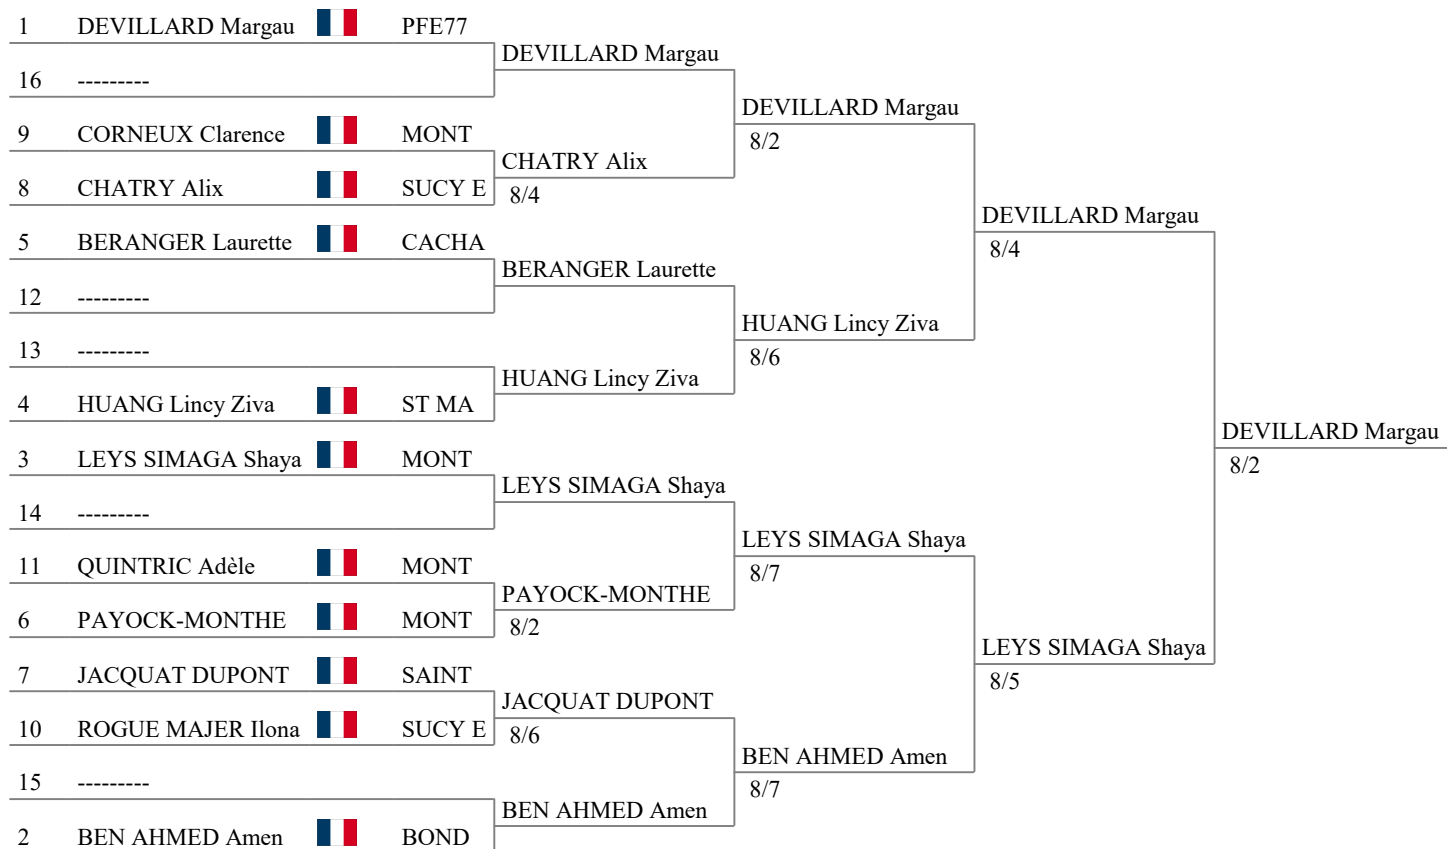 1 DEVILLARD Margau PFE77
16 ---------
9 CORNEUX Clarence MONT
8 CHATRY Alix SUCY E
5 BERANGER Laurette CACHA
12 ---------
13 ---------
4 HUANG Lincy Ziva ST MA
3 LEYS SIMAGA Shaya MONT
14 ---------
11 QUINTRIC Adèle MONT
6 PAYOCK-MONTHE MONT
7 JACQUAT DUPONT SAINT
10 ROGUE MAJER Ilona SUCY E
15 ---------
2 BEN AHMED Amen BOND
DEVILLARD Margau
CHATRY Alix
8/4
BERANGER Laurette
HUANG Lincy Ziva
LEYS SIMAGA Shaya
PAYOCK-MONTHE
8/2
JACQUAT DUPONT
8/6
BEN AHMED Amen
DEVILLARD Margau
8/2
HUANG Lincy Ziva
8/6
LEYS SIMAGA Shaya
8/7
BEN AHMED Amen
8/7
DEVILLARD Margau
8/4
LEYS SIMAGA Shaya
8/5
DEVILLARD Margau
8/2